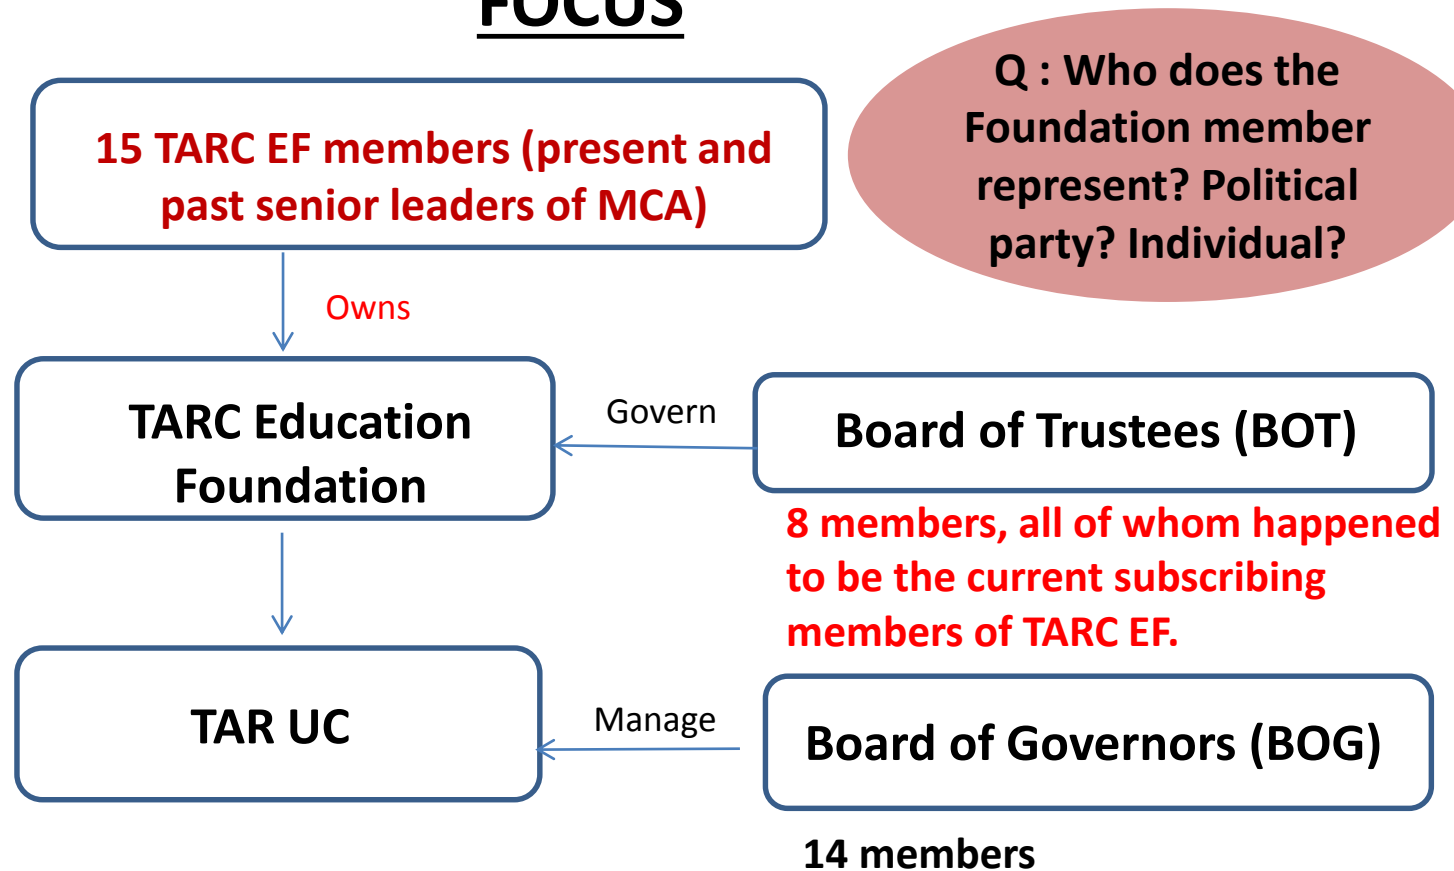 FOCUS
15 TARC EF members (present and
past senior leaders of MCA)
Q : Who does the
Foundation member
represent? Political
party? Individual?
Owns
TARC Education
Foundation
Govern
Board of Trustees (BOT)
8 members, all of whom happened
to be the current subscribing
members of TARC EF.
TAR UC
Manage
Board of Governors (BOG)
14 members